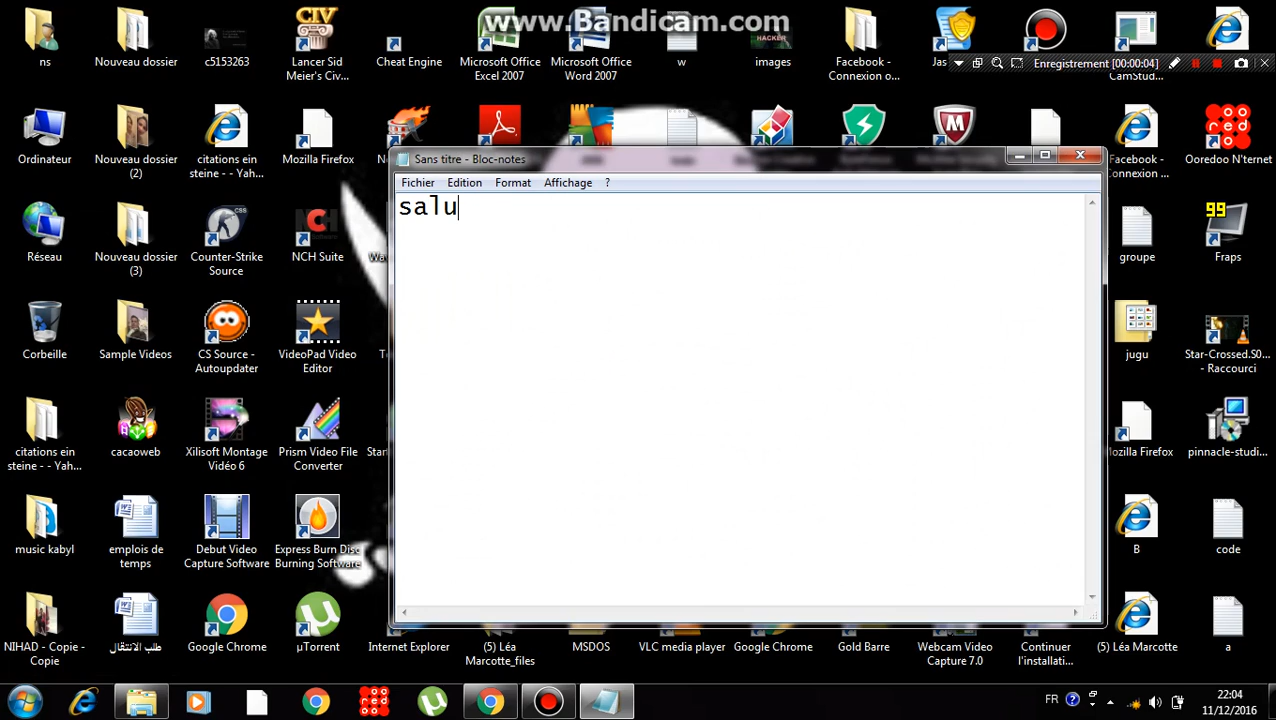 www.Bandicam.com
ns
Nouveau dossier
c5153203
Lancer Sid
Meier's Civ...
Cheat Engine
Microsoft Office
Excel 2007
Microsoft Office
Word 2007
w
HACKER
images
Facebook -
Connexion o...
Jas
CamStud...
Enregistrement [00:00:04]
Ordinateur
Nouveau dossier
(2)
citations ein
steine - - Yah...
Mozilla Firefox
Facebook -
Connexion ...
Ooredoo N'ternet
Sans titre - Bloc-notes
Fichier
Edition
Format
Affichage
?
salu
Réseau
Nouveau dossier
(3)
Counter-Strike
Source
NCH Suite
groupe
99
Fraps
Corbeille
Sample Videos
CS Source -
Autoupdater
VideoPad Video
Editor
jugu
Star-Crossed.S0...
- Raccourci
citations ein
steine - - Yah...
cacaoweb
Xilisoft Montage
Vidéo 6
Prism Video File
Converter
Mozilla Firefox
pinnacle-studi...
music kabyl
emplois de
temps
Debut Video
Capture Software
Express Burn Disc
Burning Software
B
code
NIHAD - Copie -
Copie
طلب الانتقال
Google Chrome
µTorrent
Internet Explorer
(5) Léa
Marcotte_files
MSDOS
VLC media player
Google Chrome
Gold Barre
Webcam Video
Capture 7.0
Continuer
l'installati...
(5) Léa Marcotte
a
FR
22:04
11/12/2016